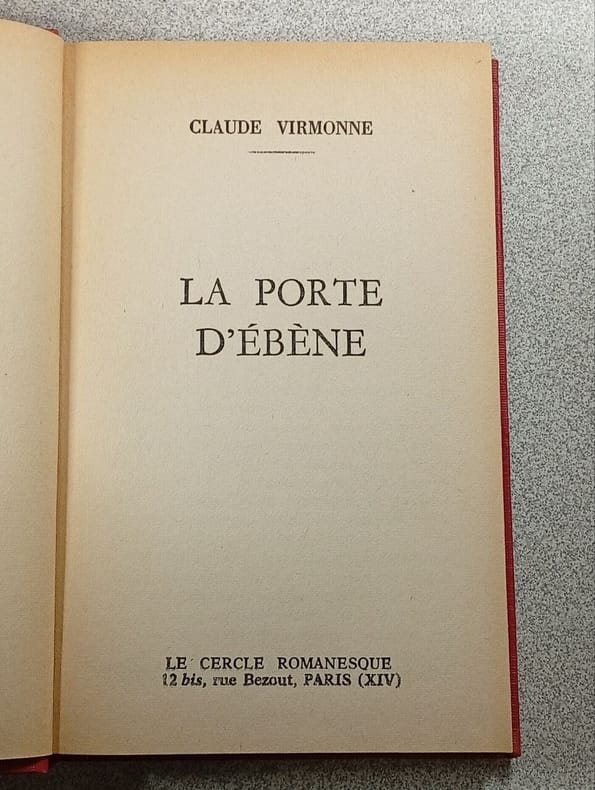 CLAUDE VIRMONNE
LA PORTE
D'ÉBÈNE
LE CERCLE ROMANESQUE
12 bis, rue Bezout, PARIS (XIV)